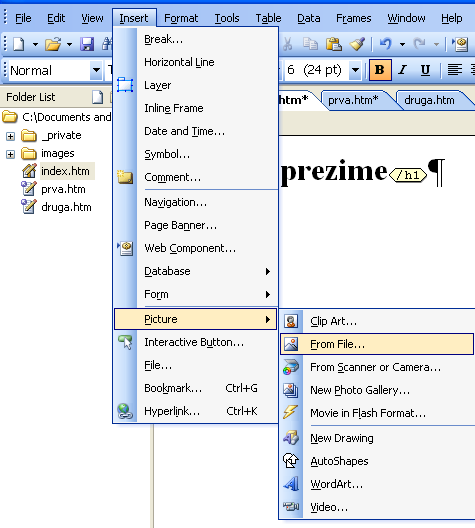 File Edit View Insert Format Tools Table Data Frames Window Help
Normal 6 (24 pt) B I U
Folder List
htm* prva.htm* druga.htm
C:\Documents and
_private
images
index.htm
prva.htm
druga.htm
prezime </h1> ¶
Break...
Horizontal Line
Layer
Inline Frame
Date and Time...
Symbol...
Comment...
Navigation...
Page Banner...
Web Component...
Database
Form
Picture
Interactive Button...
File...
Bookmark... Ctrl+G
Hyperlink... Ctrl+K
Clip Art...
From File...
From Scanner or Camera...
New Photo Gallery...
Movie in Flash Format...
New Drawing
AutoShapes
WordArt...
Video...